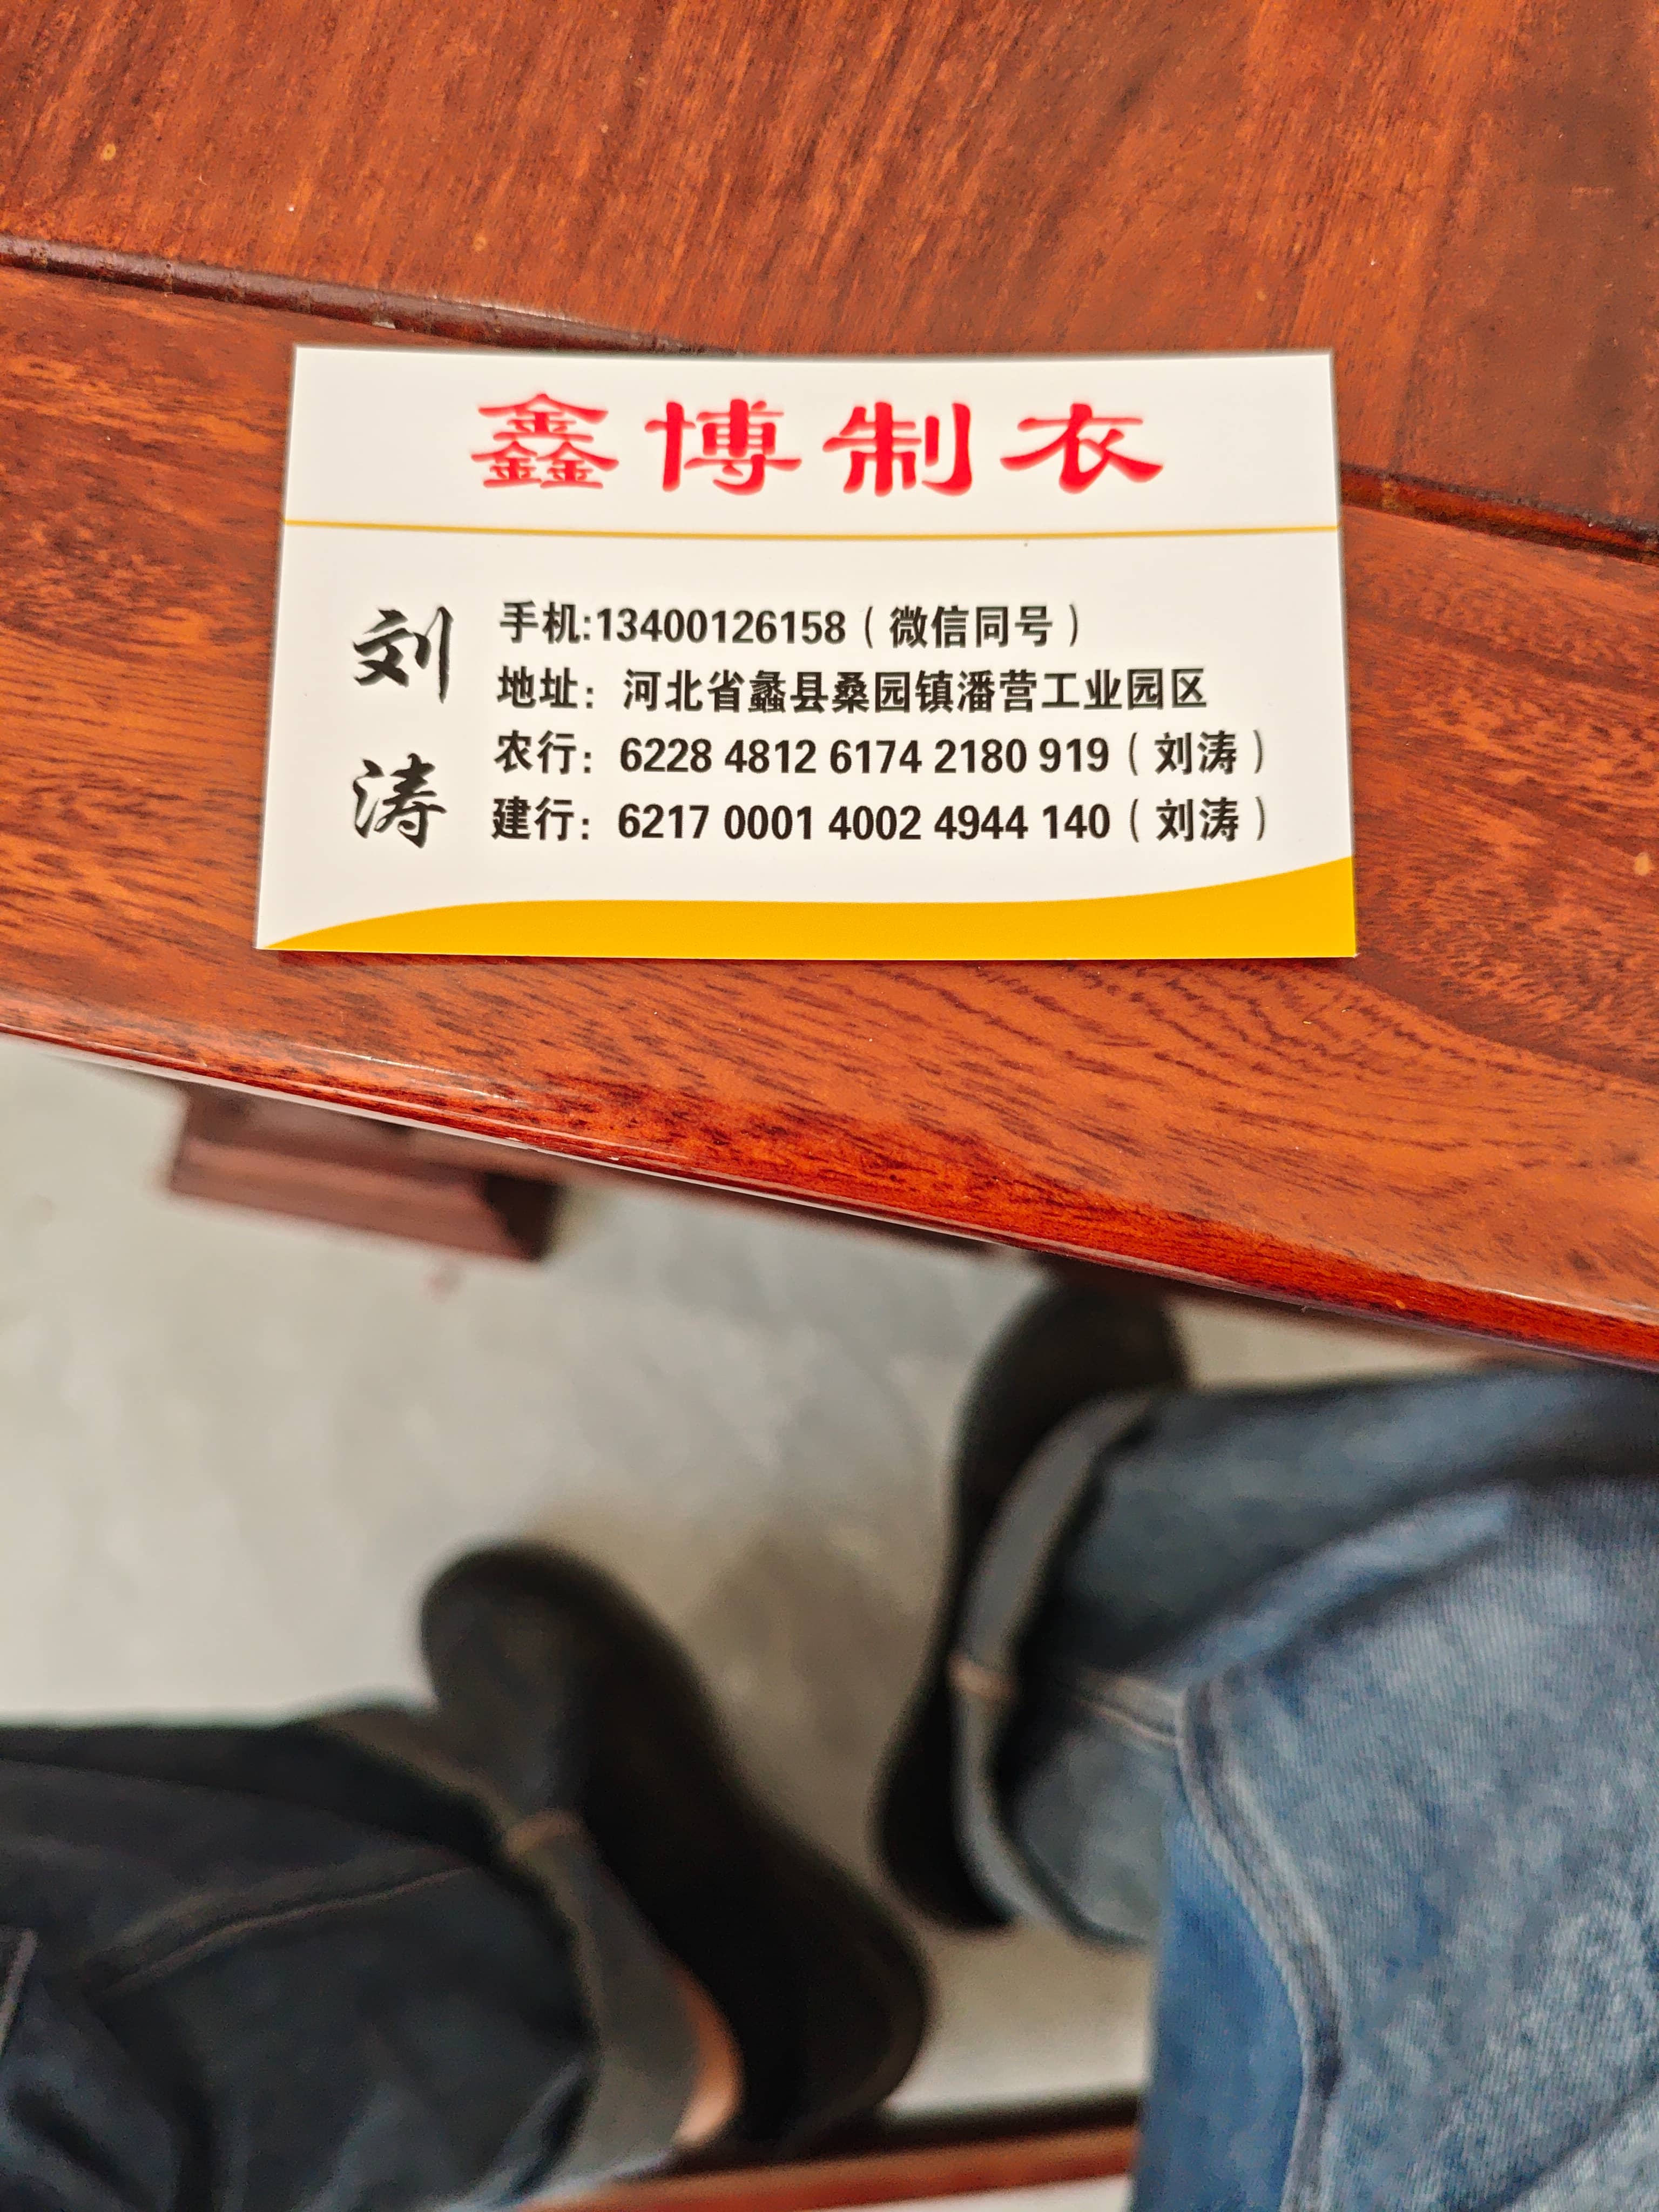 鑫博制衣
刘涛
手机:13400126158（微信同号）
地址：河北省蠡县桑园镇潘营工业园区
农行：6228 4812 6174 2180 919（刘涛）
建行：6217 0001 4002 4944 140（刘涛）